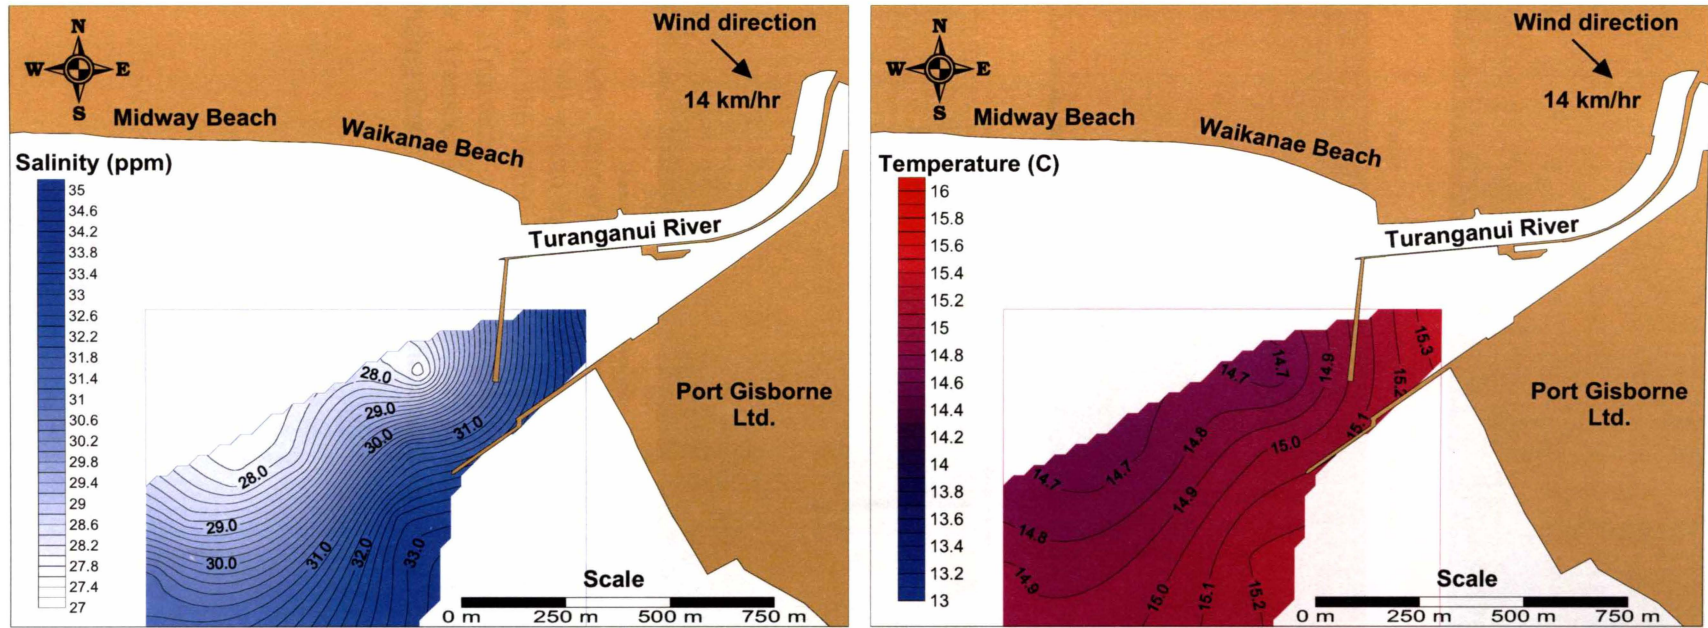 Wind direction
N
W E
S
14 km/hr
Midway Beach
Waikanae Beach
Salinity (ppm)
35
34.6
34.2
33.8
33.4
33
32.6
32.2
31.8
31.4
31
30.6
30.2
29.8
29.4
29
28.6
28.2
27.8
27.4
27
Turanganui River
28.0
29.0
30.0
31.0
28.0
29.0
30.0
31.0
32.0
33.0
Port Gisborne
Ltd.
Scale
0 m 250 m 500 m 750 m
Wind direction
N
W E
S
14 km/hr
Midway Beach
Waikanae Beach
Temperature (C)
16
15.8
15.6
15.4
15.2
15
14.8
14.6
14.4
14.2
14
13.8
13.6
13.4
13.2
13
Turanganui River
15.3
14.7
14.7
14.9
15.2
15.1
14.8
15.0
14.7
14.7
14.9
14.8
14.9
15.0
15.1
15.2
Port Gisborne
Ltd.
Scale
0 m 250 m 500 m 750 m